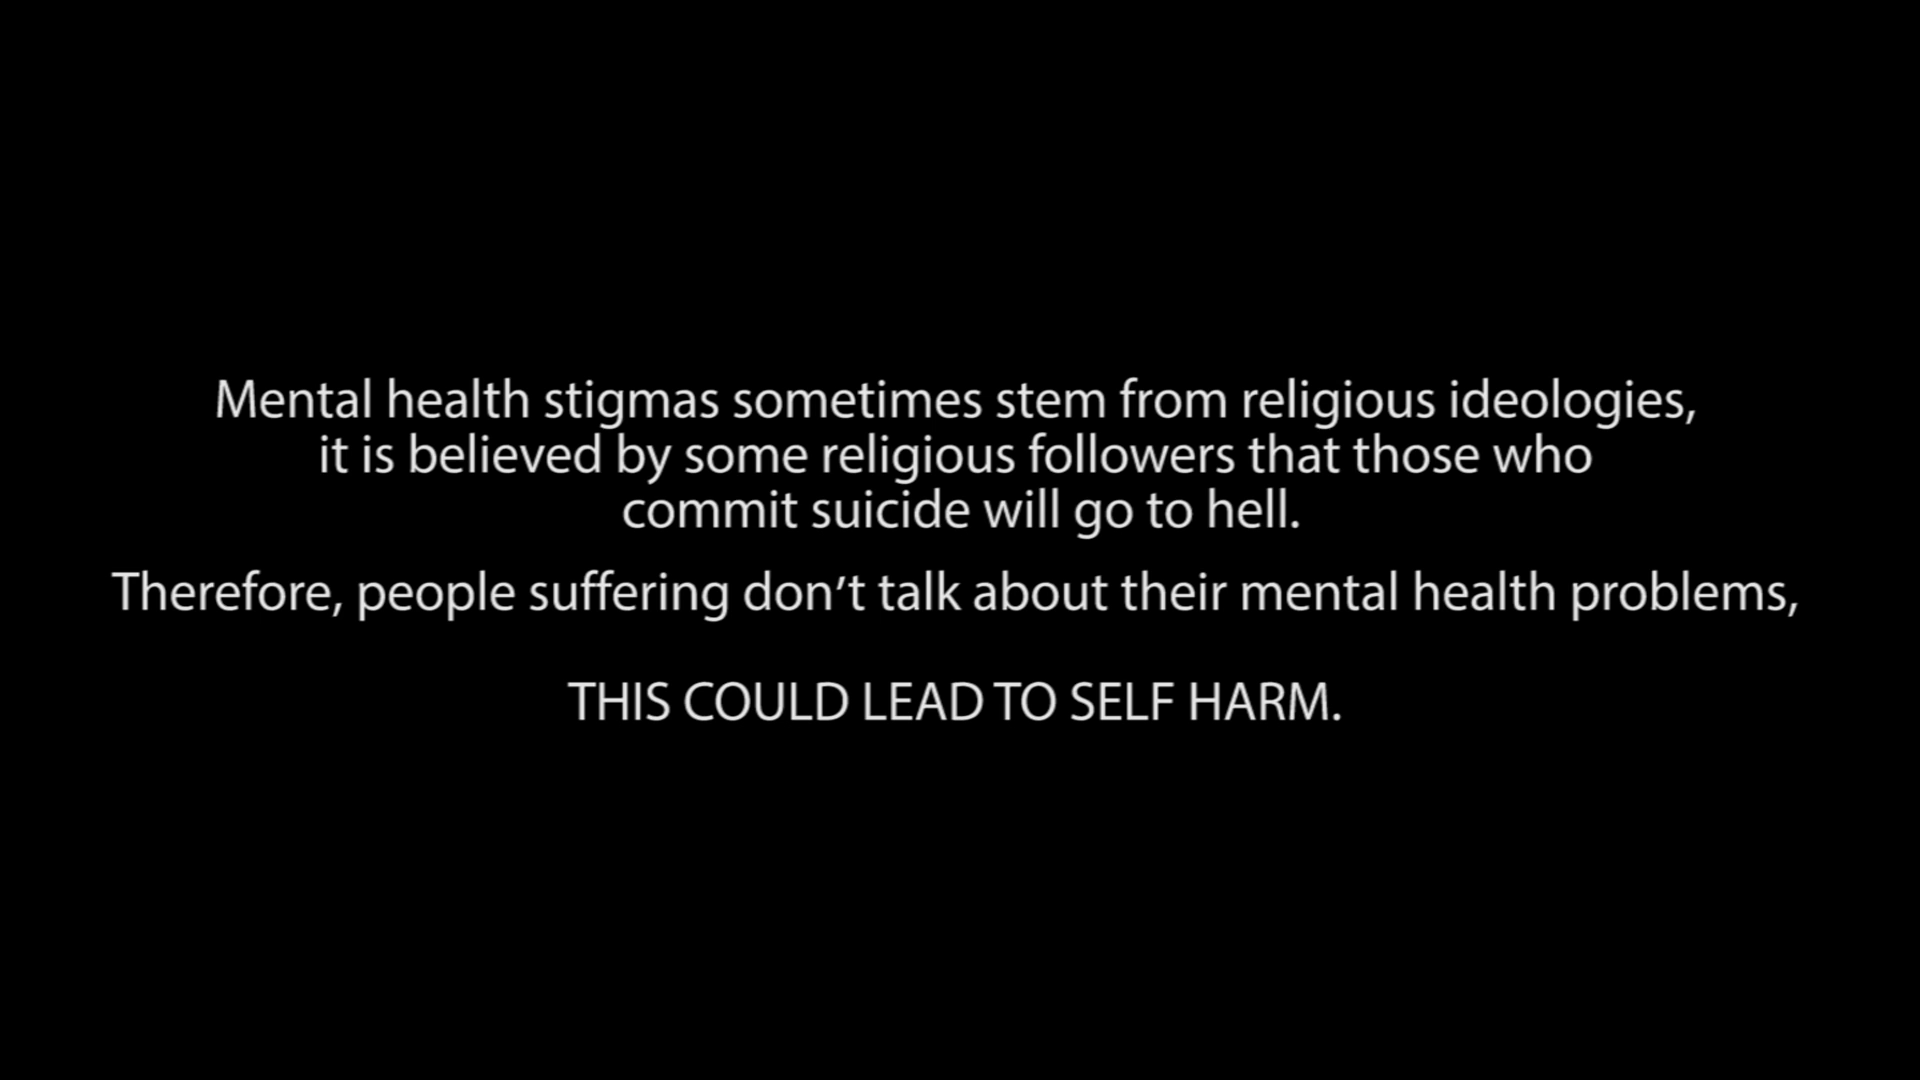 Mental health stigmas sometimes stem from religious ideologies,
it is believed by some religious followers that those who
commit suicide will go to hell.
Therefore, people suffering don’t talk about their mental health problems,
THIS COULD LEAD TO SELF HARM.